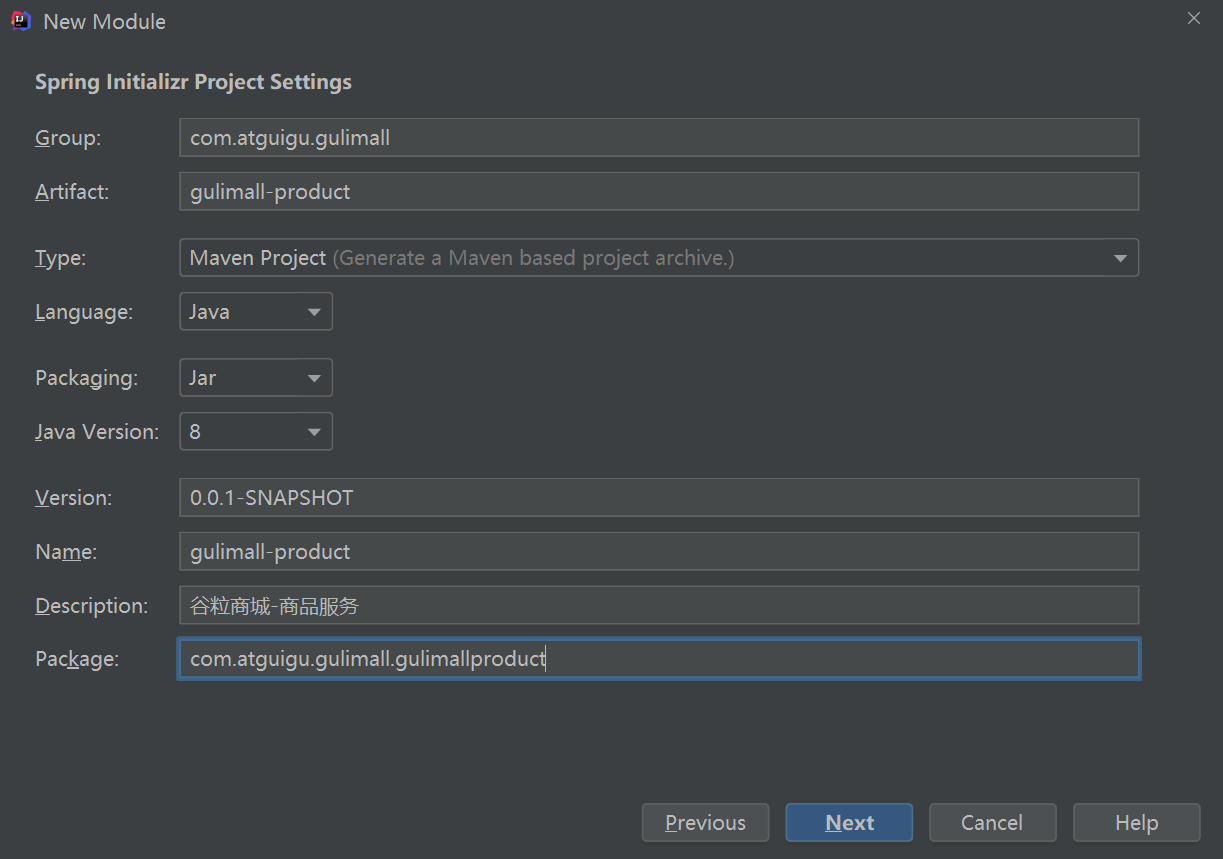 New Module
Spring Initializr Project Settings
Group: com.atguigu.gulimall
Artifact: gulimall-product
Type: Maven Project (Generate a Maven based project archive.)
Language: Java
Packaging: Jar
Java Version: 8
Version: 0.0.1-SNAPSHOT
Name: gulimall-product
Description: 谷粒商城-商品服务
Package: com.atguigu.gulimall.gulimallproduct
Previous Next Cancel Help